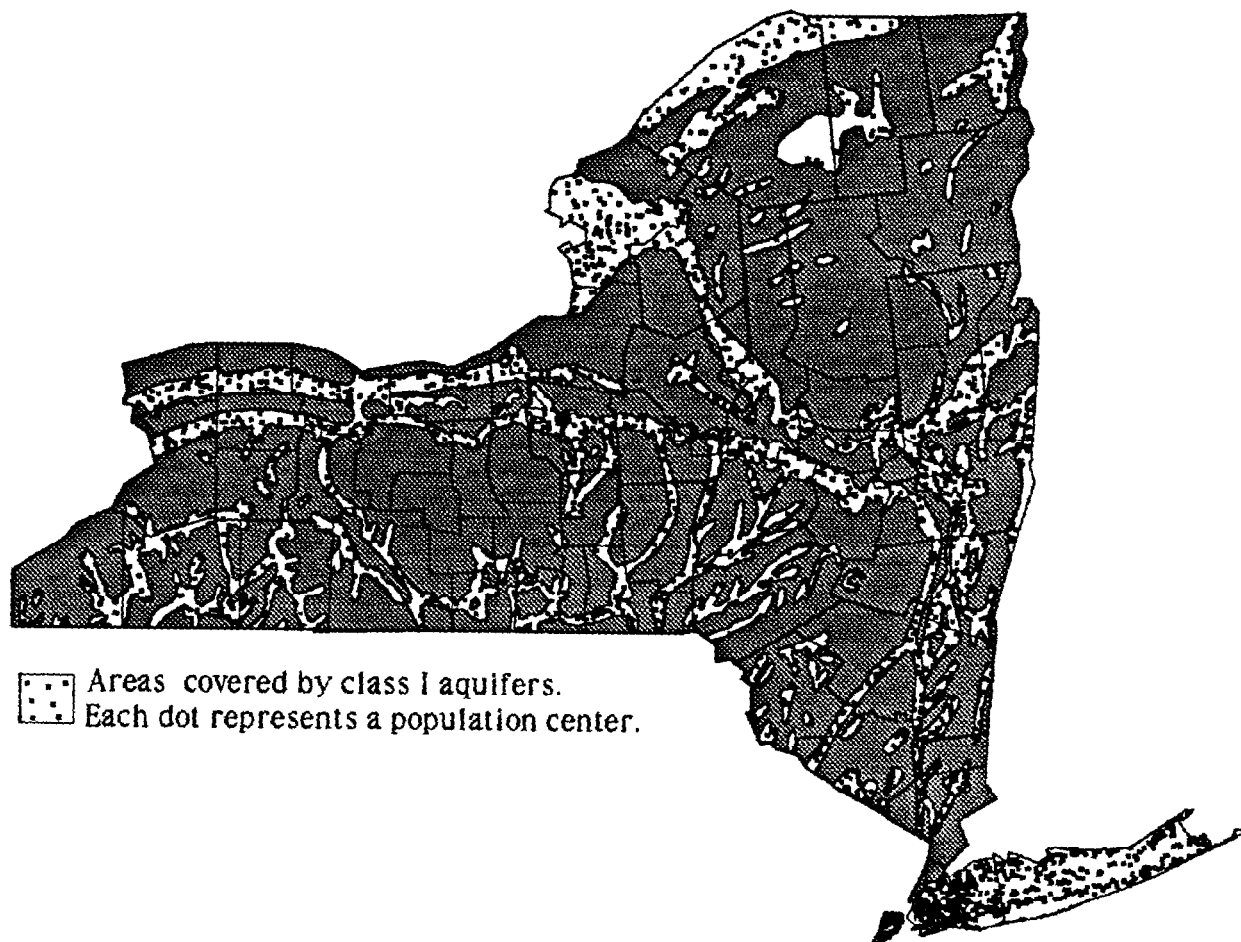 Areas covered by class I aquifers.
Each dot represents a population center.